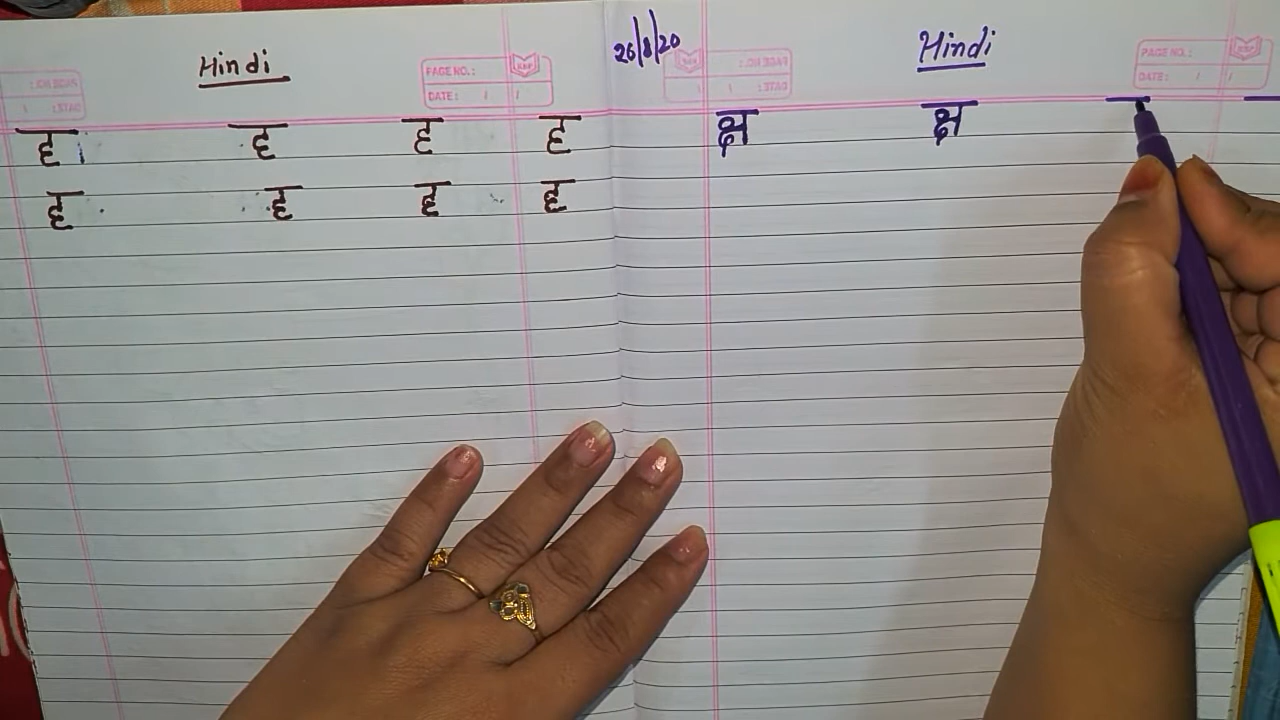 Hindi
PAGE NO.:
DATE: / /
ह ह ह ह
ह ह ह ह
26/8/20
Hindi
PAGE NO.:
DATE: / /
क्ष क्ष